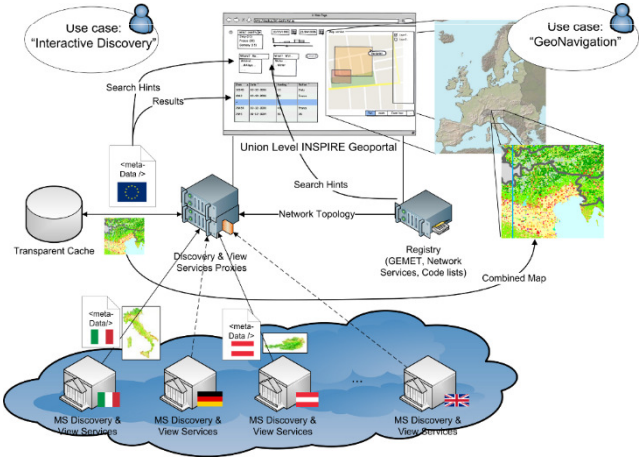 Use case:
“Interactive Discovery”
Use case:
“GeoNavigation”
Search Hints
Results
Union Level INSPIRE Geoportal
<meta-
Data />
Search Hints
Network Topology
Transparent Cache
Discovery & View
Services Proxies
Registry
(GEMET, Network
Services, Code lists)
Combined Map
<meta-
Data/>
<meta-
Data />
...
MS Discovery &
View Services
MS Discovery &
View Services
MS Discovery &
View Services
MS Discovery &
View Services